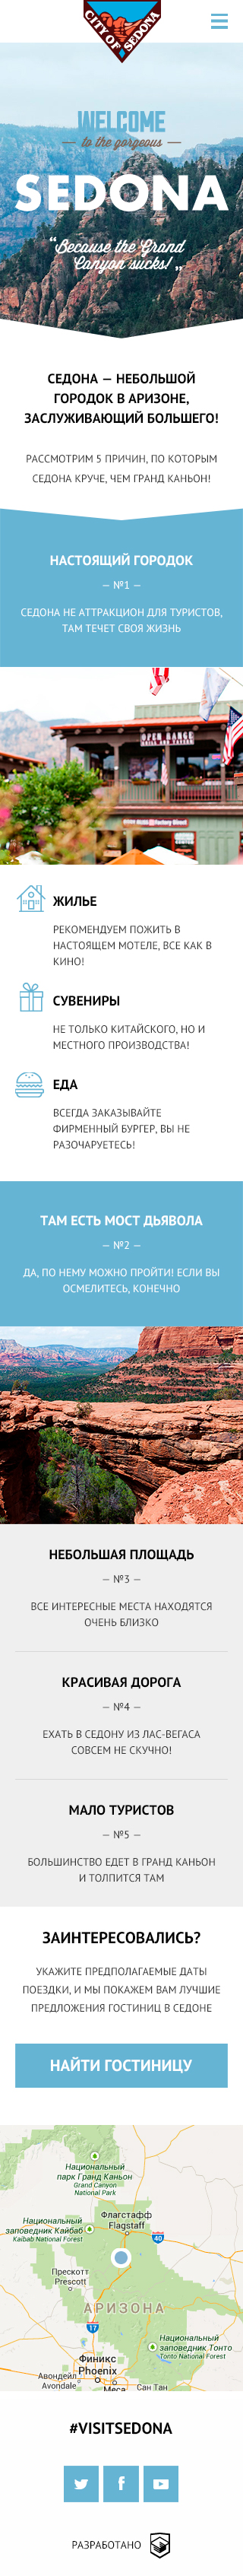 CITY OF SEDONA
WELCOME
to the gorgeous
SEDONA
“Because the Grand
Canyon sucks!„
СЕДОНА — НЕБОЛЬШОЙ
ГОРОДОК В АРИЗОНЕ,
ЗАСЛУЖИВАЮЩИЙ БОЛЬШЕГО!
РАССМОТРИМ 5 ПРИЧИН, ПО КОТОРЫМ
СЕДОНА КРУЧЕ, ЧЕМ ГРАНД КАНЬОН!
НАСТОЯЩИЙ ГОРОДОК
— №1 —
СЕДОНА НЕ АТТРАКЦИОН ДЛЯ ТУРИСТОВ,
ТАМ ТЕЧЕТ СВОЯ ЖИЗНЬ
OPEN RANGE
ЖИЛЬЕ
РЕКОМЕНДУЕМ ПОЖИТЬ В
НАСТОЯЩЕМ МОТЕЛЕ, ВСЕ КАК В
КИНО!
СУВЕНИРЫ
НЕ ТОЛЬКО КИТАЙСКОГО, НО И
МЕСТНОГО ПРОИЗВОДСТВА!
ЕДА
ВСЕГДА ЗАКАЗЫВАЙТЕ
ФИРМЕННЫЙ БУРГЕР, ВЫ НЕ
РАЗОЧАРУЕТЕСЬ!
ТАМ ЕСТЬ МОСТ ДЬЯВОЛА
— №2 —
ДА, ПО НЕМУ МОЖНО ПРОЙТИ! ЕСЛИ ВЫ
ОСМЕЛИТЕСЬ, КОНЕЧНО
НЕБОЛЬШАЯ ПЛОЩАДЬ
— №3 —
ВСЕ ИНТЕРЕСНЫЕ МЕСТА НАХОДЯТСЯ
ОЧЕНЬ БЛИЗКО
КРАСИВАЯ ДОРОГА
— №4 —
ЕХАТЬ В СЕДОНУ ИЗ ЛАС-ВЕГАСА
СОВСЕМ НЕ СКУЧНО!
МАЛО ТУРИСТОВ
— №5 —
БОЛЬШИНСТВО ЕДЕТ В ГРАНД КАНЬОН
И ТОЛПИТСЯ ТАМ
ЗАИНТЕРЕСОВАЛИСЬ?
УКАЖИТЕ ПРЕДПОЛАГАЕМЫЕ ДАТЫ
ПОЕЗДКИ, И МЫ ПОКАЖЕМ ВАМ ЛУЧШИЕ
ПРЕДЛОЖЕНИЯ ГОСТИНИЦ В СЕДОНЕ
НАЙТИ ГОСТИНИЦУ
Национальный
парк Гранд Каньон
Grand Canyon
National Park
Флагстафф
Flagstaff
Национальный
заповедник Кайбаб
Kaibab National Forest
40
Прескотт
Prescott
АРИЗОНА
17
Национальный
заповедник Тонто
Tonto National Forest
Финикс
Phoenix
Авондейл
Avondale
Меса
Сан Тан
#VISITSEDONA
РАЗРАБОТАНО